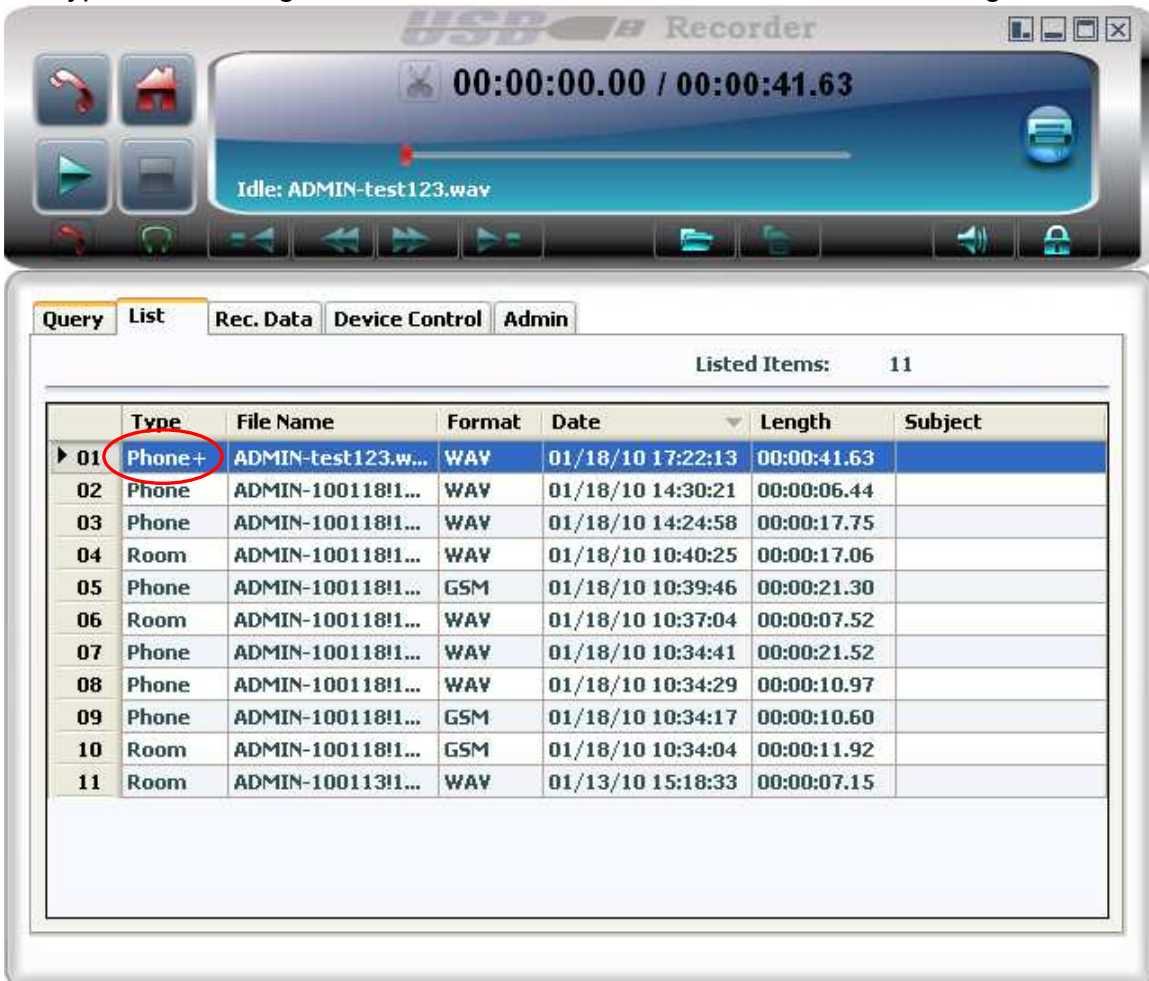 USB Recorder
00:00:00.00 / 00:00:41.63
Idle: ADMIN-test123.wav
Query List Rec. Data Device Control Admin
Listed Items: 11
Type File Name Format Date Length Subject
01 Phone+ ADMIN-test123.w... WAV 01/18/10 17:22:13 00:00:41.63
02 Phone ADMIN-100118!1... WAV 01/18/10 14:30:21 00:00:06.44
03 Phone ADMIN-100118!1... WAV 01/18/10 14:24:58 00:00:17.75
04 Room ADMIN-100118!1... WAV 01/18/10 10:40:25 00:00:17.06
05 Phone ADMIN-100118!1... GSM 01/18/10 10:39:46 00:00:21.30
06 Room ADMIN-100118!1... WAV 01/18/10 10:37:04 00:00:07.52
07 Phone ADMIN-100118!1... WAV 01/18/10 10:34:41 00:00:21.52
08 Phone ADMIN-100118!1... WAV 01/18/10 10:34:29 00:00:10.97
09 Phone ADMIN-100118!1... GSM 01/18/10 10:34:17 00:00:10.60
10 Room ADMIN-100118!1... GSM 01/18/10 10:34:04 00:00:11.92
11 Room ADMIN-100113!1... WAV 01/13/10 15:18:33 00:00:07.15